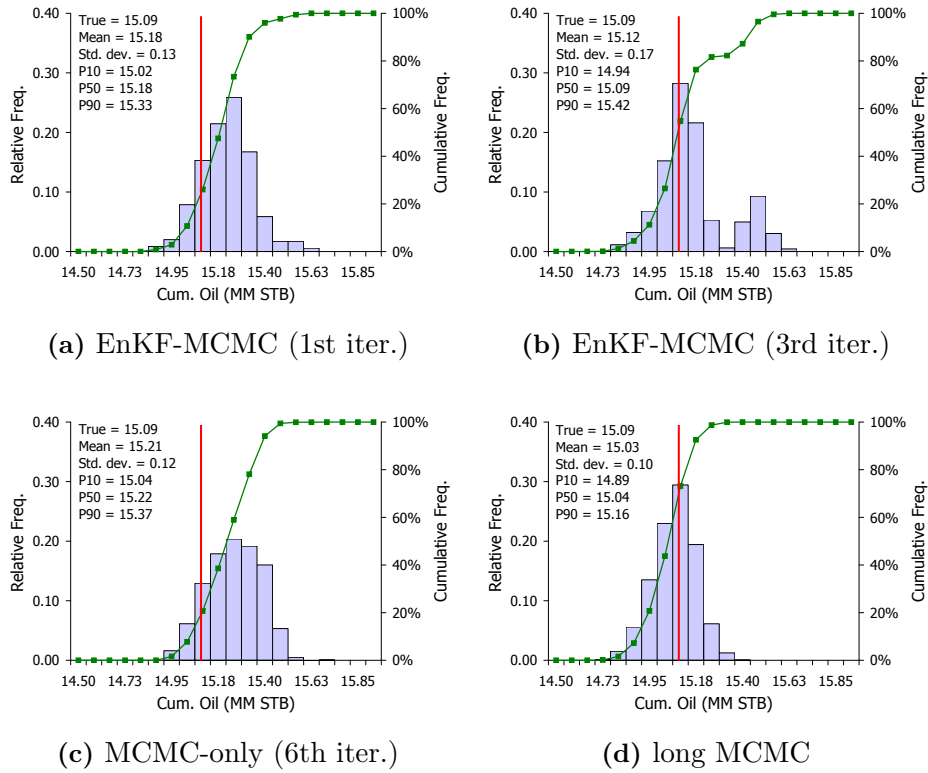 0.40
0.30
0.20
0.10
0.00
Relative Freq.
True = 15.09
Mean = 15.18
Std. dev. = 0.13
P10 = 15.02
P50 = 15.18
P90 = 15.33
100%
80%
60%
40%
20%
0%
Cumulative Freq.
14.50 14.73 14.95 15.18 15.40 15.63 15.85
Cum. Oil (MM STB)
(a) EnKF-MCMC (1st iter.)
0.40
0.30
0.20
0.10
0.00
Relative Freq.
True = 15.09
Mean = 15.12
Std. dev. = 0.17
P10 = 14.94
P50 = 15.09
P90 = 15.42
100%
80%
60%
40%
20%
0%
Cumulative Freq.
14.50 14.73 14.95 15.18 15.40 15.63 15.85
Cum. Oil (MM STB)
(b) EnKF-MCMC (3rd iter.)
0.40
0.30
0.20
0.10
0.00
Relative Freq.
True = 15.09
Mean = 15.21
Std. dev. = 0.12
P10 = 15.04
P50 = 15.22
P90 = 15.37
100%
80%
60%
40%
20%
0%
Cumulative Freq.
14.50 14.73 14.95 15.18 15.40 15.63 15.85
Cum. Oil (MM STB)
(c) MCMC-only (6th iter.)
0.40
0.30
0.20
0.10
0.00
Relative Freq.
True = 15.09
Mean = 15.03
Std. dev. = 0.10
P10 = 14.89
P50 = 15.04
P90 = 15.16
100%
80%
60%
40%
20%
0%
Cumulative Freq.
14.50 14.73 14.95 15.18 15.40 15.63 15.85
Cum. Oil (MM STB)
(d) long MCMC